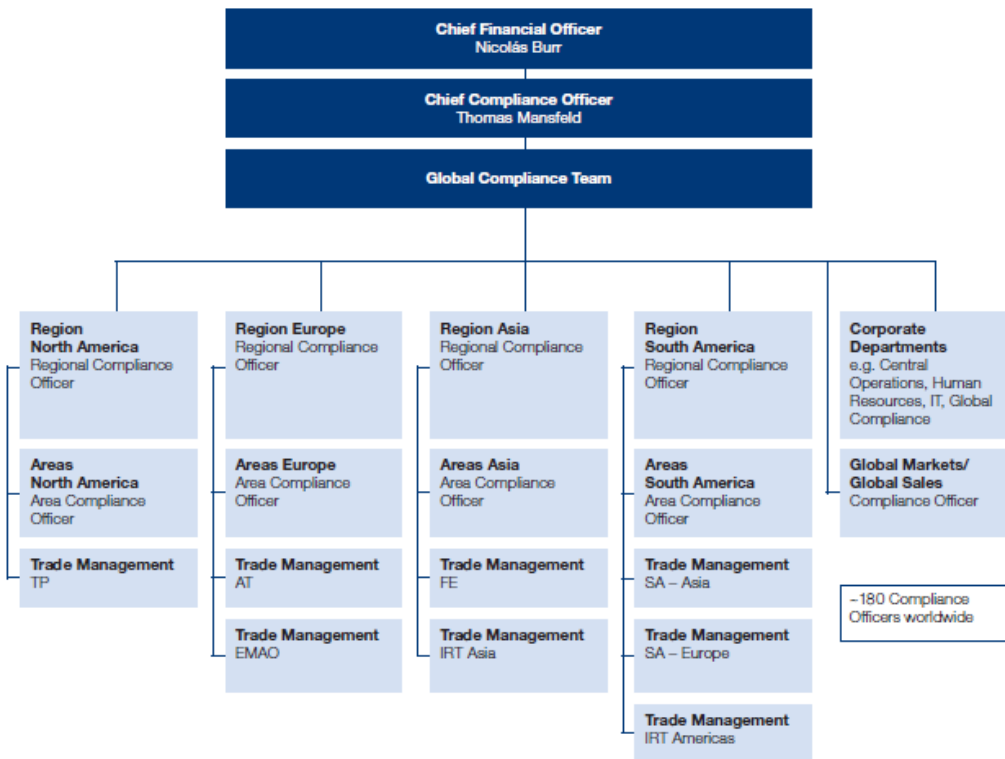 Chief Financial Officer
Nicolás Burr
Chief Compliance Officer
Thomas Mansfeld
Global Compliance Team
Region
North America
Regional Compliance
Officer
Areas
North America
Area Compliance
Officer
Trade Management
TP
Region Europe
Regional Compliance
Officer
Areas Europe
Area Compliance
Officer
Trade Management
AT
Trade Management
EMAO
Region Asia
Regional Compliance
Officer
Areas Asia
Area Compliance
Officer
Trade Management
FE
Trade Management
IRT Asia
Region
South America
Regional Compliance
Officer
Areas
South America
Area Compliance
Officer
Trade Management
SA – Asia
Trade Management
SA – Europe
Trade Management
IRT Americas
Corporate
Departments
e.g. Central
Operations, Human
Resources, IT, Global
Compliance
Global Markets/
Global Sales
Compliance Officer
~180 Compliance
Officers worldwide